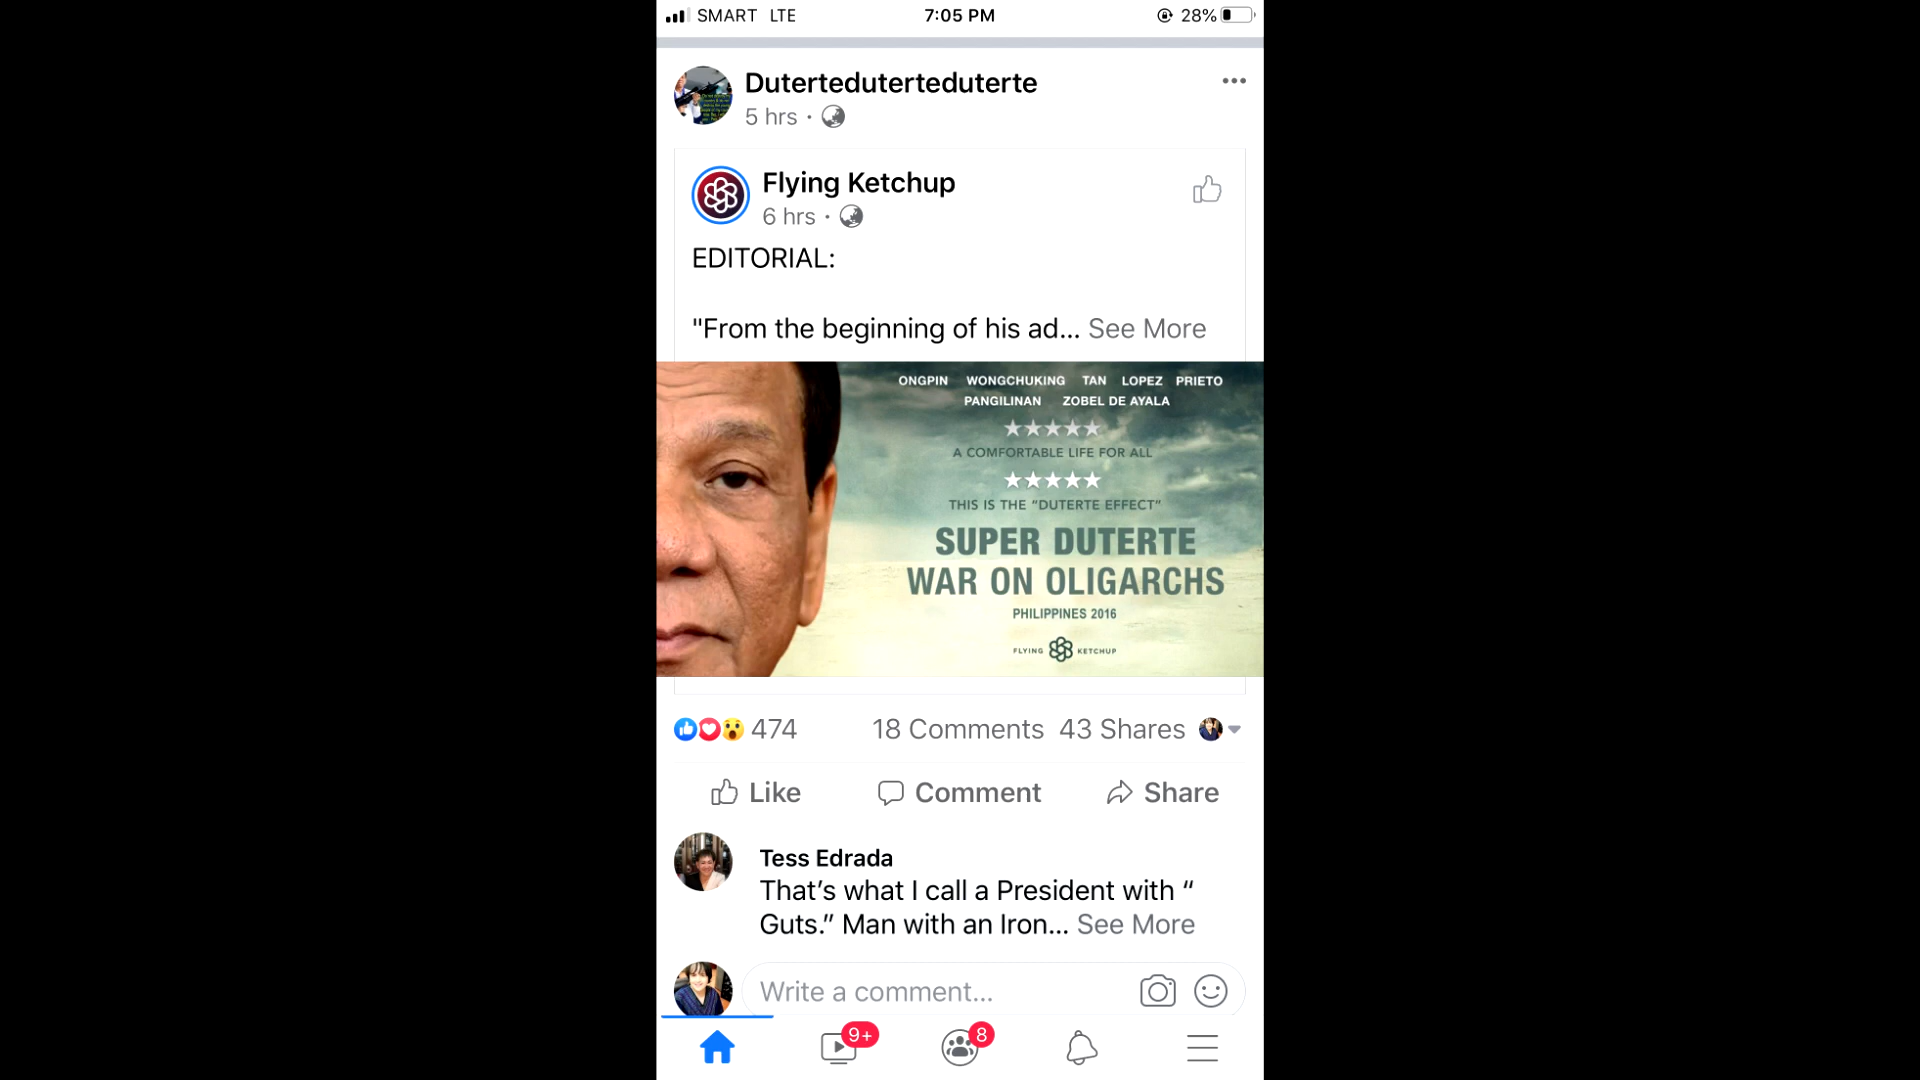 SMART LTE 7:05 PM 28%
Duterteduterteduterte
5 hrs ·
Flying Ketchup
6 hrs ·
EDITORIAL:
"From the beginning of his ad... See More
ONGPIN WONGCHUKING TAN LOPEZ PRIETO
PANGILINAN ZOBEL DE AYALA
A COMFORTABLE LIFE FOR ALL
THIS IS THE "DUTERTE EFFECT"
SUPER DUTERTE
WAR ON OLIGARCHS
PHILIPPINES 2016
FLYING KETCHUP
474 18 Comments 43 Shares
Like Comment Share
Tess Edrada
That’s what I call a President with “
Guts.” Man with an Iron... See More
Write a comment...
9+ 8